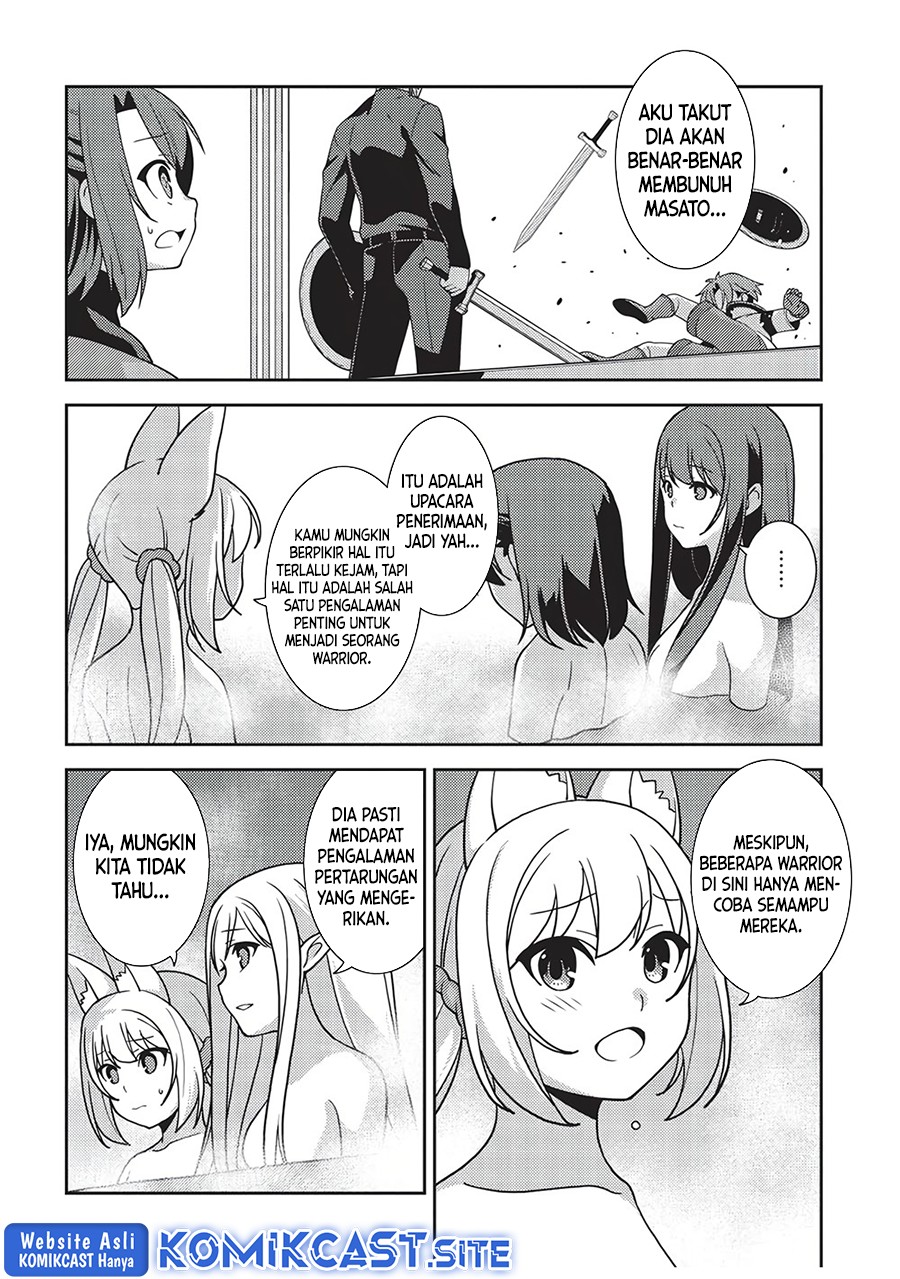 AKU TAKUT
DIA AKAN
BENAR-BENAR
MEMBUNUH
MASATO...
......
ITU ADALAH
UPACARA
PENERIMAAN,
JADI YAH...
KAMU MUNGKIN
BERPIKIR HAL ITU
TERLALU KEJAM, TAPI
HAL ITU ADALAH SALAH
SATU PENGALAMAN
PENTING UNTUK
MENJADI SEORANG
WARRIOR.
MESKIPUN,
BEBERAPA WARRIOR
DI SINI HANYA MEN-
COBA SEMAMPU
MEREKA.
DIA PASTI
MENDAPAT
PENGALAMAN
PERTARUNGAN
YANG MENGE-
RIKAN.
IYA, MUNGKIN
KITA TIDAK
TAHU...
Website Asli
KOMIKCAST Hanya
KOMIKCAST.SITE